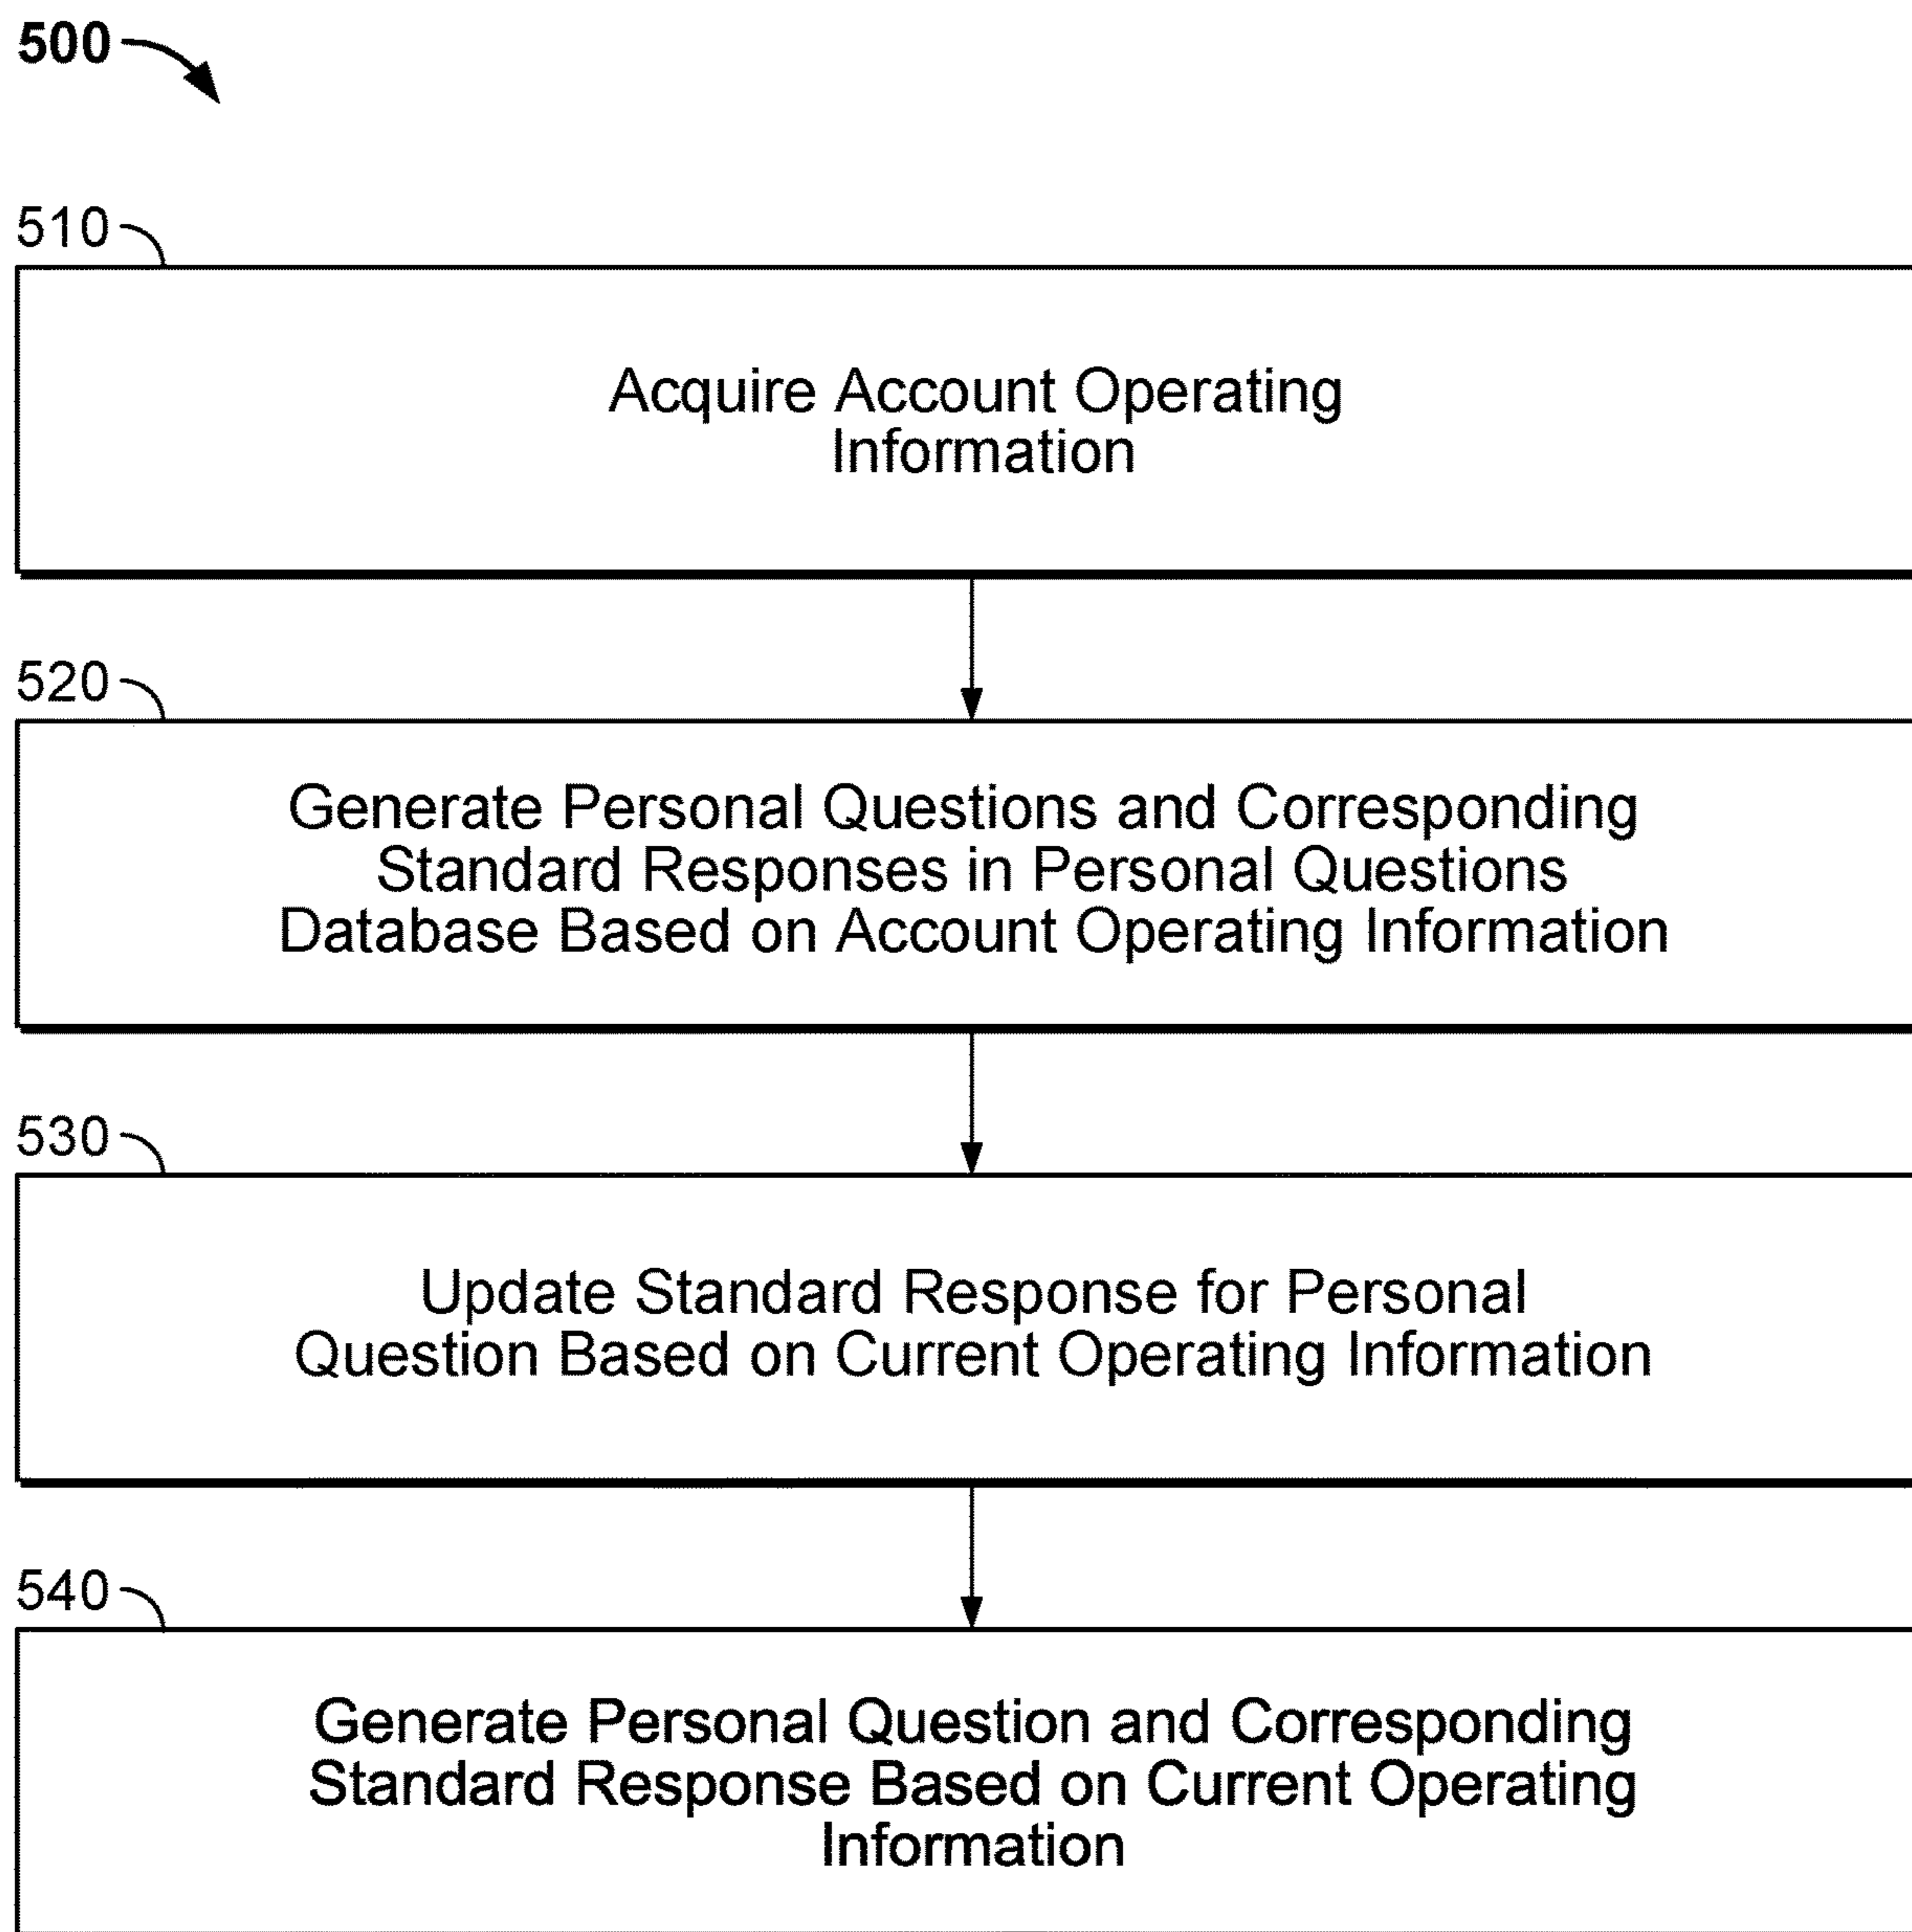 500
510
Acquire Account Operating
Information
520
Generate Personal Questions and Corresponding
Standard Responses in Personal Questions
Database Based on Account Operating Information
530
Update Standard Response for Personal
Question Based on Current Operating Information
540
Generate Personal Question and Corresponding
Standard Response Based on Current Operating
Information